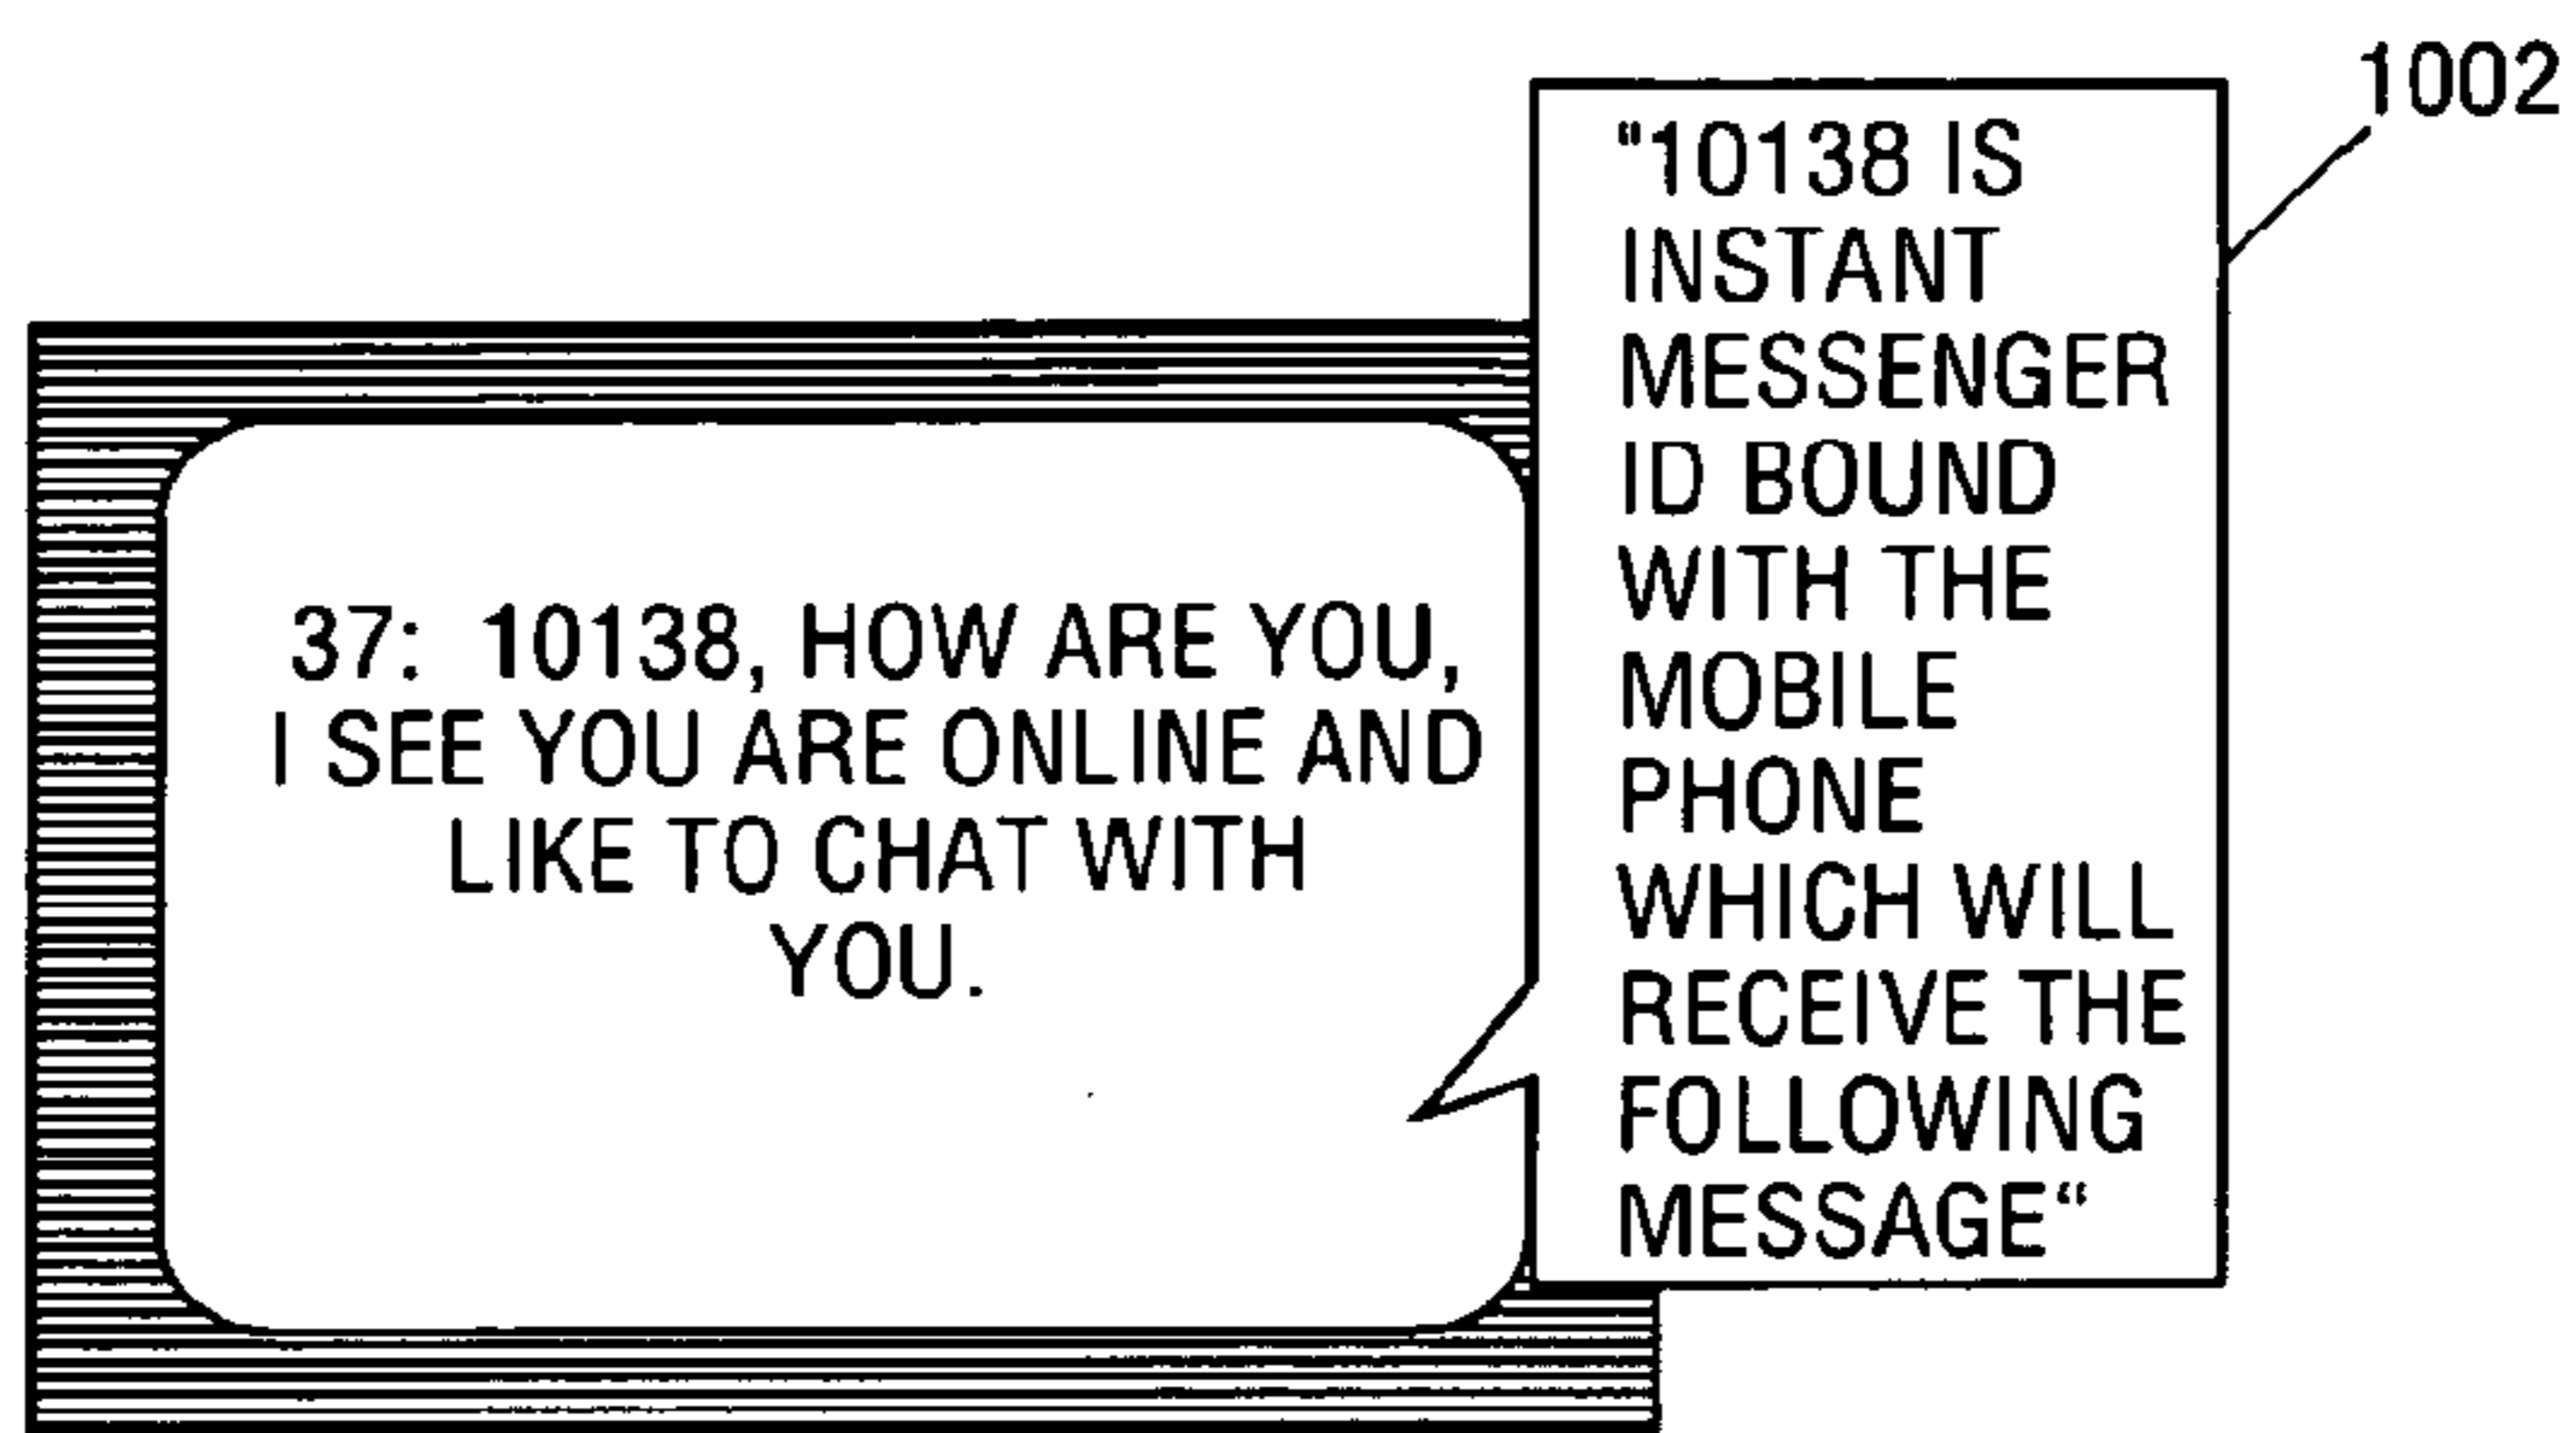 1002
"10138 IS
INSTANT
MESSENGER
ID BOUND
WITH THE
MOBILE
PHONE
WHICH WILL
RECEIVE THE
FOLLOWING
MESSAGE“
37: 10138, HOW ARE YOU,
I SEE YOU ARE ONLINE AND
LIKE TO CHAT WITH
YOU.